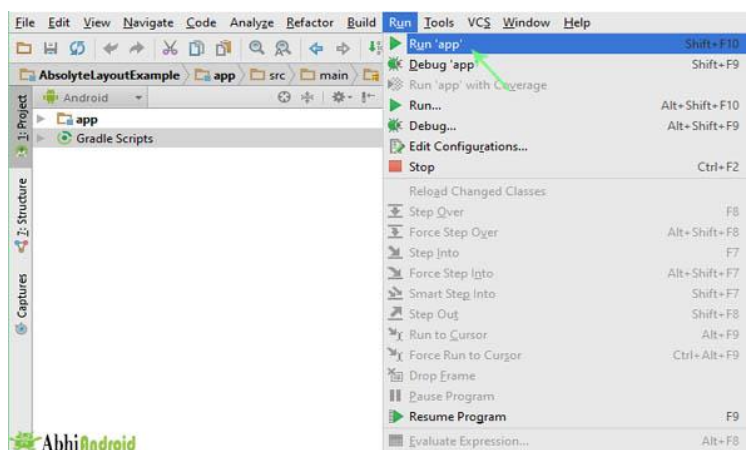 File Edit View Navigate Code Analyze Refactor Build Run Tools VCS Window Help
AbsolyteLayoutExample app src main
Android
1: Project
app
Gradle Scripts
2: Structure
Captures
Run 'app' Shift+F10
Debug 'app' Shift+F9
Run 'app' with Coverage
Run... Alt+Shift+F10
Debug... Alt+Shift+F9
Edit Configurations...
Stop Ctrl+F2
Reload Changed Classes
Step Over F8
Force Step Over Alt+Shift+F8
Step Into F7
Force Step Into Alt+Shift+F7
Smart Step Into Shift+F7
Step Out Shift+F8
Run to Cursor Alt+F9
Force Run to Cursor Ctrl+Alt+F9
Drop Frame
Pause Program
Resume Program F9
Evaluate Expression... Alt+F8
AbhiAndroid